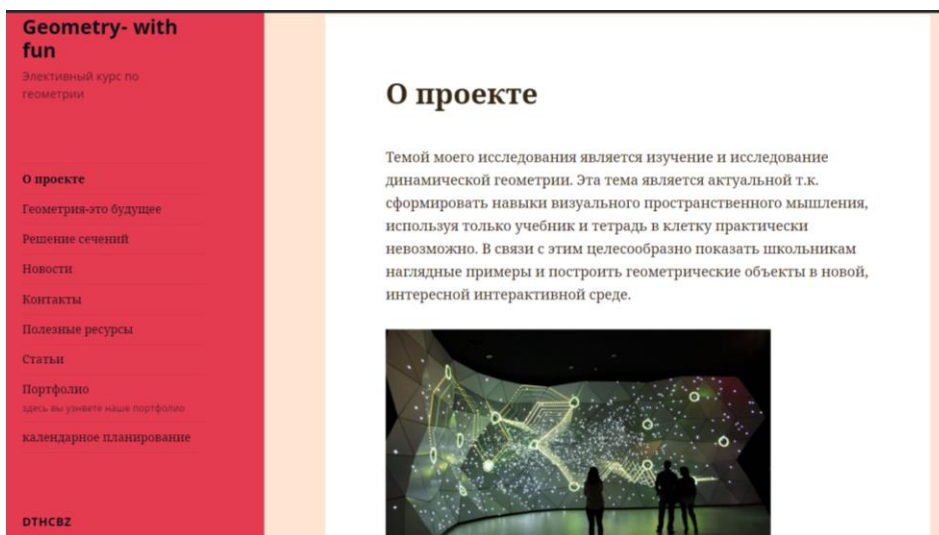 Geometry- with
fun
Элективный курс по
геометрии
О проекте
Геометрия-это будущее
Решение сечений
Новости
Контакты
Полезные ресурсы
Статьи
Портфолио
здесь вы узнаете наше портфолио
календарное планирование
DTHCBZ
О проекте
Темой моего исследования является изучение и исследование
динамической геометрии. Эта тема является актуальной т.к.
сформировать навыки визуального пространственного мышления,
используя только учебник и тетрадь в клетку практически
невозможно. В связи с этим целесообразно показать школьникам
наглядные примеры и построить геометрические объекты в новой,
интересной интерактивной среде.